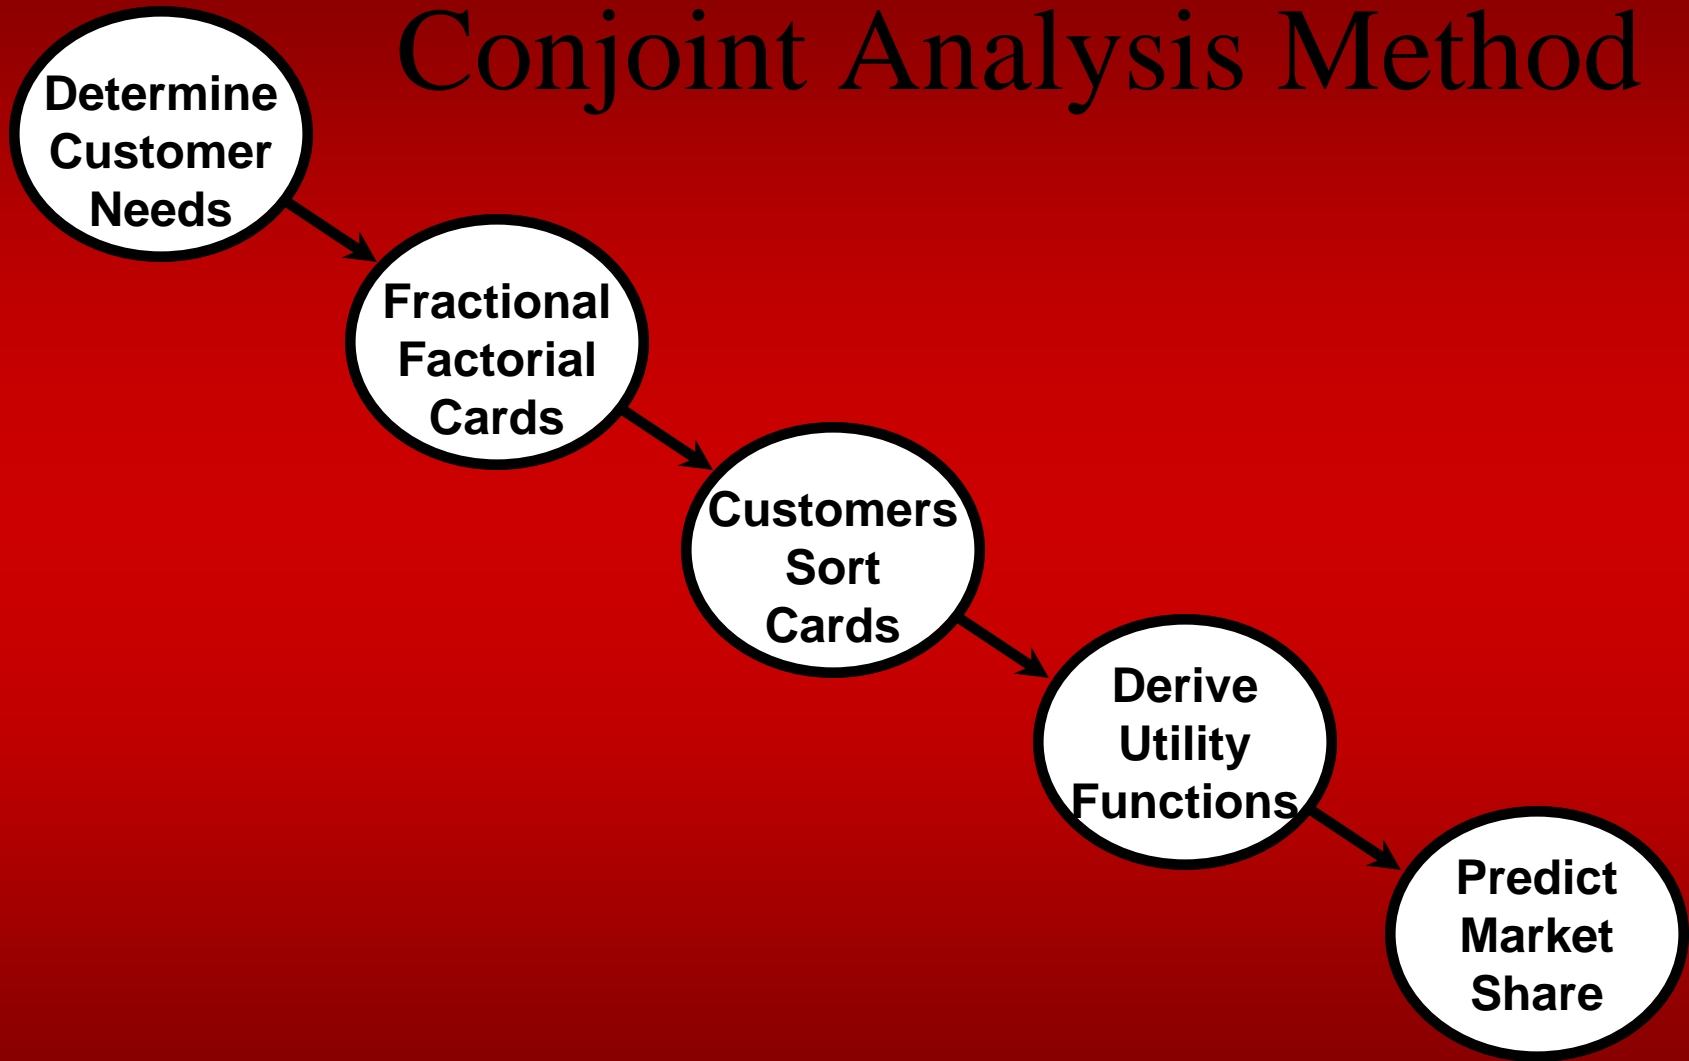 Conjoint Analysis Method
Determine
Customer
Needs
Fractional
Factorial
Cards
Customers
Sort
Cards
Derive
Utility
Functions
Predict
Market
Share